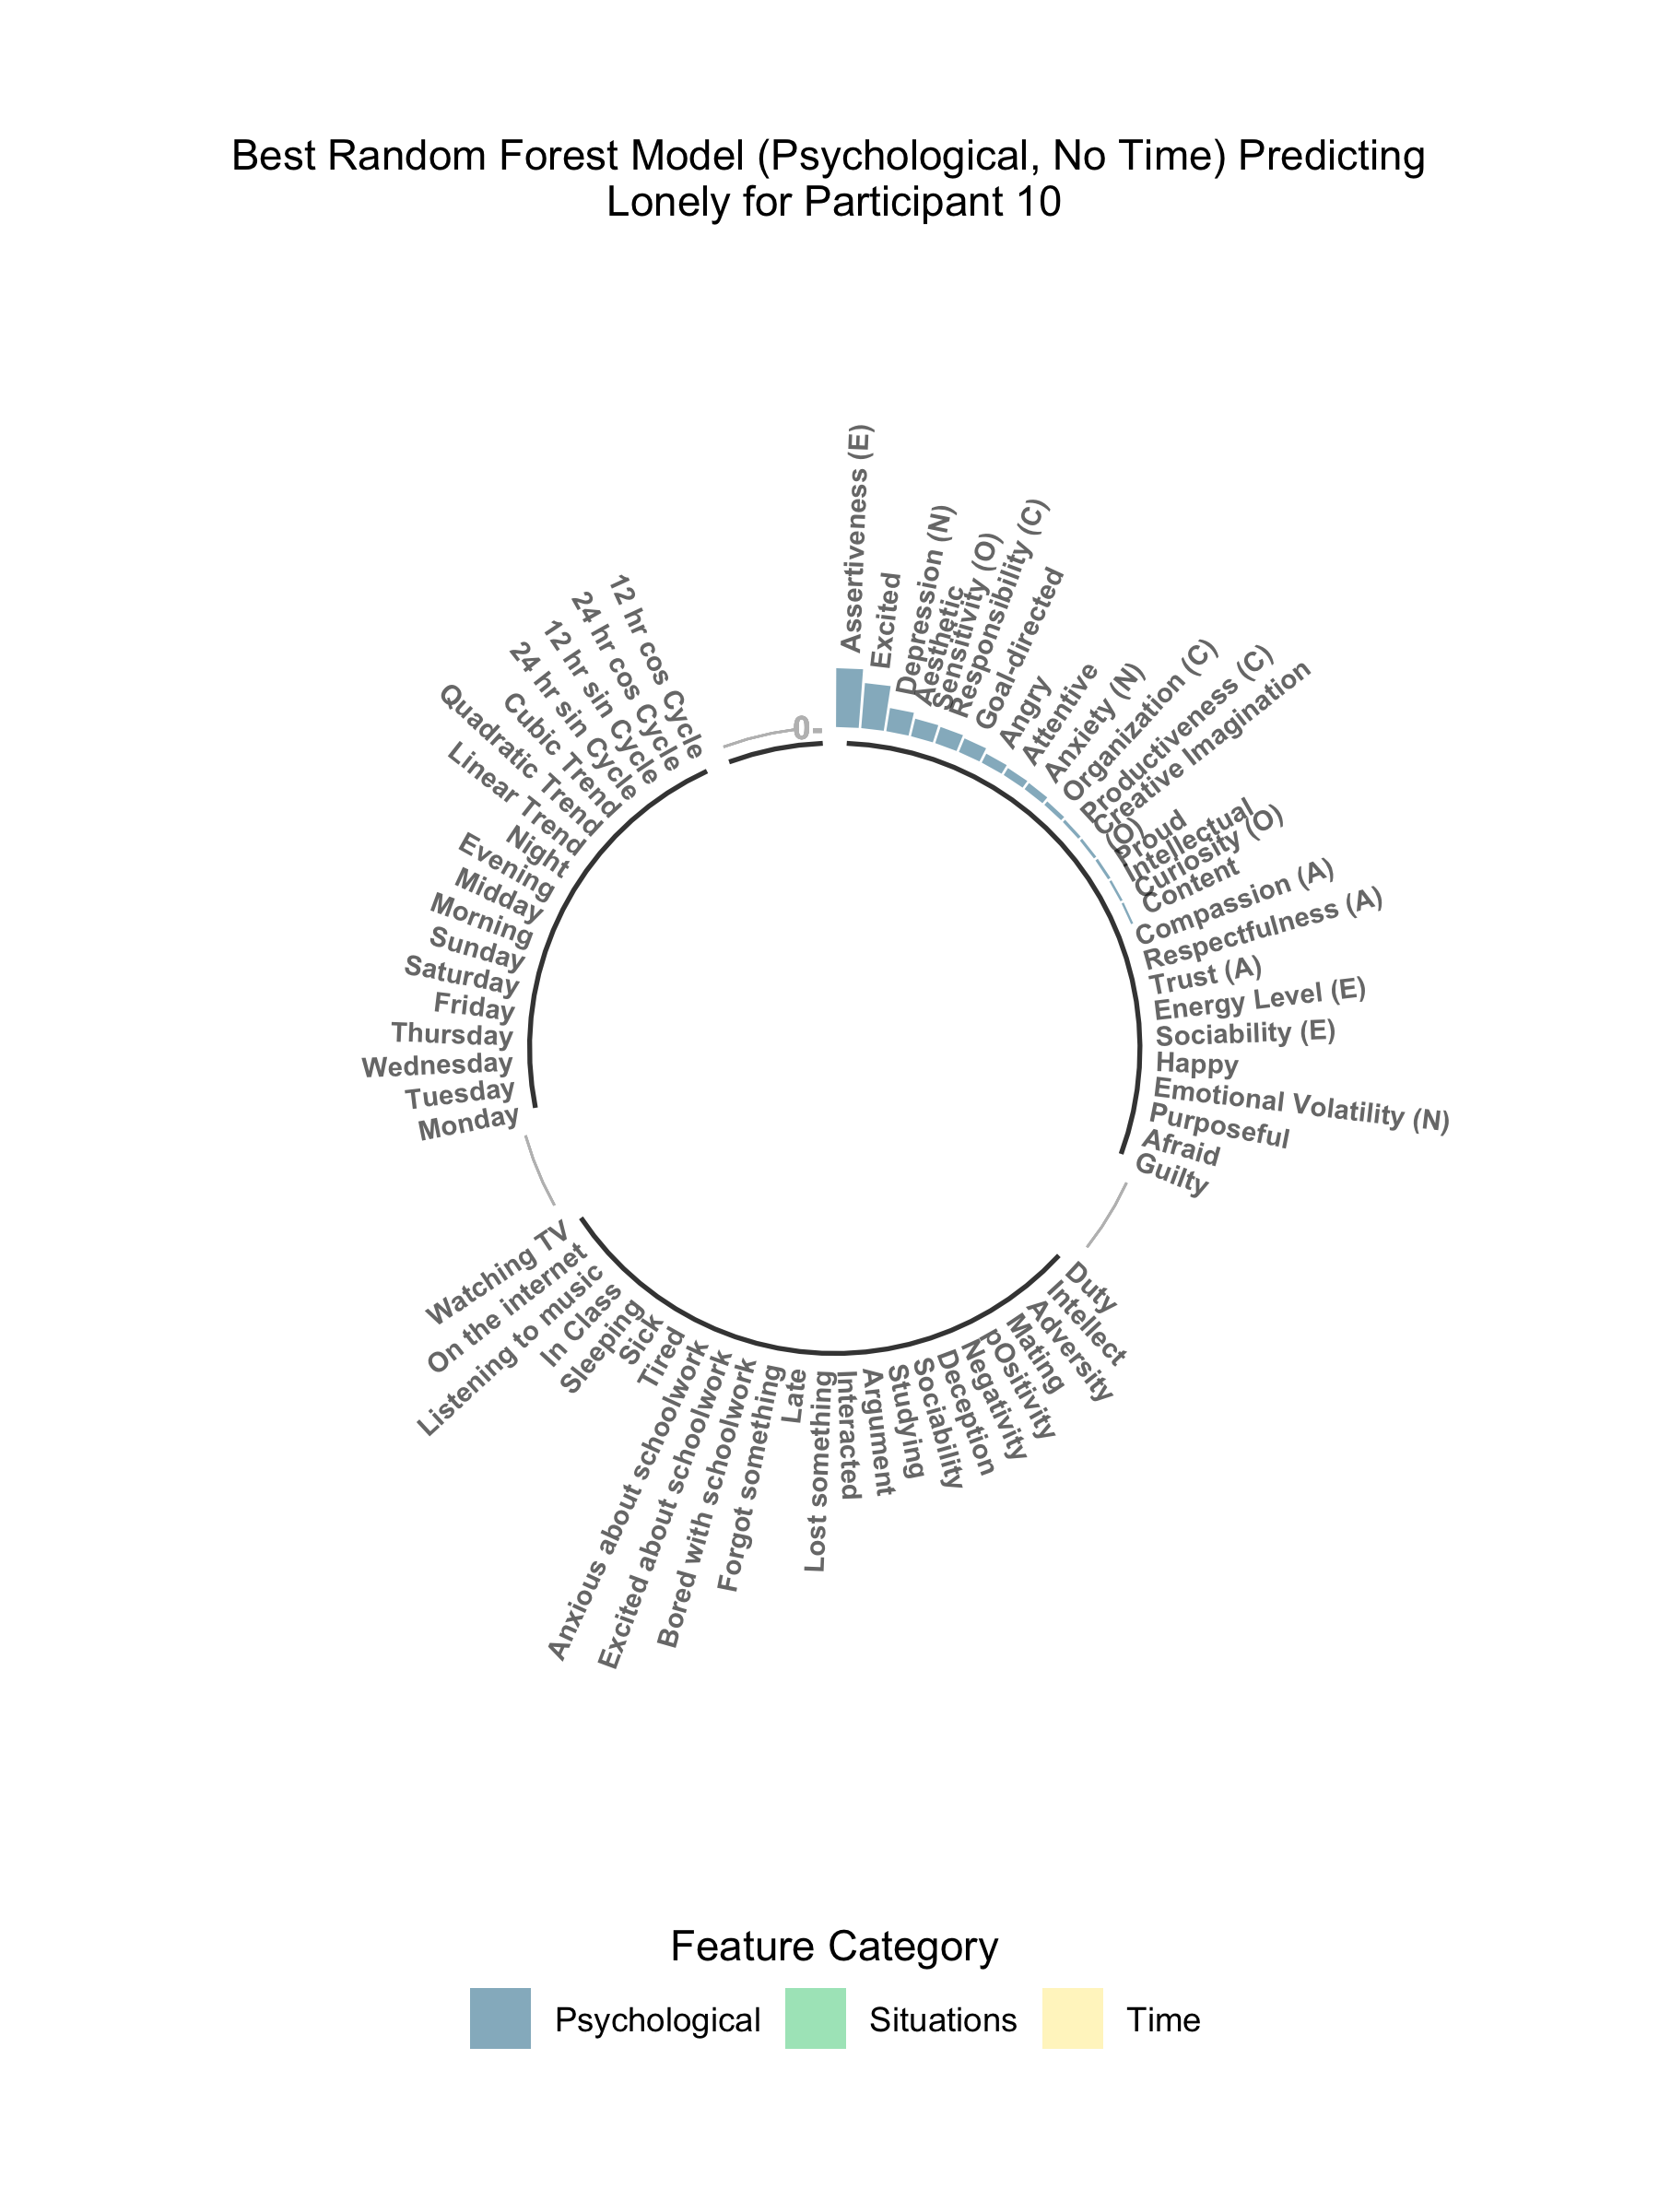 Best Random Forest Model (Psychological, No Time) Predicting
Lonely for Participant 10
0
Assertiveness (E)
Excited
Depression (N)
Aesthetic
Sensitivity (O)
Responsibility (C)
Goal-directed
Angry
Attentive
Anxiety (N)
Organization (C)
Productiveness (C)
Creative Imagination
(O)
Proud
Intellectual
Curiosity (O)
Content
Compassion (A)
Respectfulness (A)
Trust (A)
Energy Level (E)
Sociability (E)
Happy
Emotional Volatility (N)
Purposeful
Afraid
Guilty
Duty
Intellect
Adversity
Mating
pOsitivity
Negativity
Deception
Sociability
Studying
Argument
Interacted
Lost something
Late
Forgot something
Bored with schoolwork
Excited about schoolwork
Anxious about schoolwork
Tired
Sick
Sleeping
In Class
Listening to music
On the internet
Watching TV
Monday
Tuesday
Wednesday
Thursday
Friday
Saturday
Sunday
Morning
Midday
Evening
Night
Linear Trend
Quadratic Trend
Cubic Trend
24 hr sin Cycle
12 hr sin Cycle
24 hr cos Cycle
12 hr cos Cycle
Feature Category
Psychological
Situations
Time